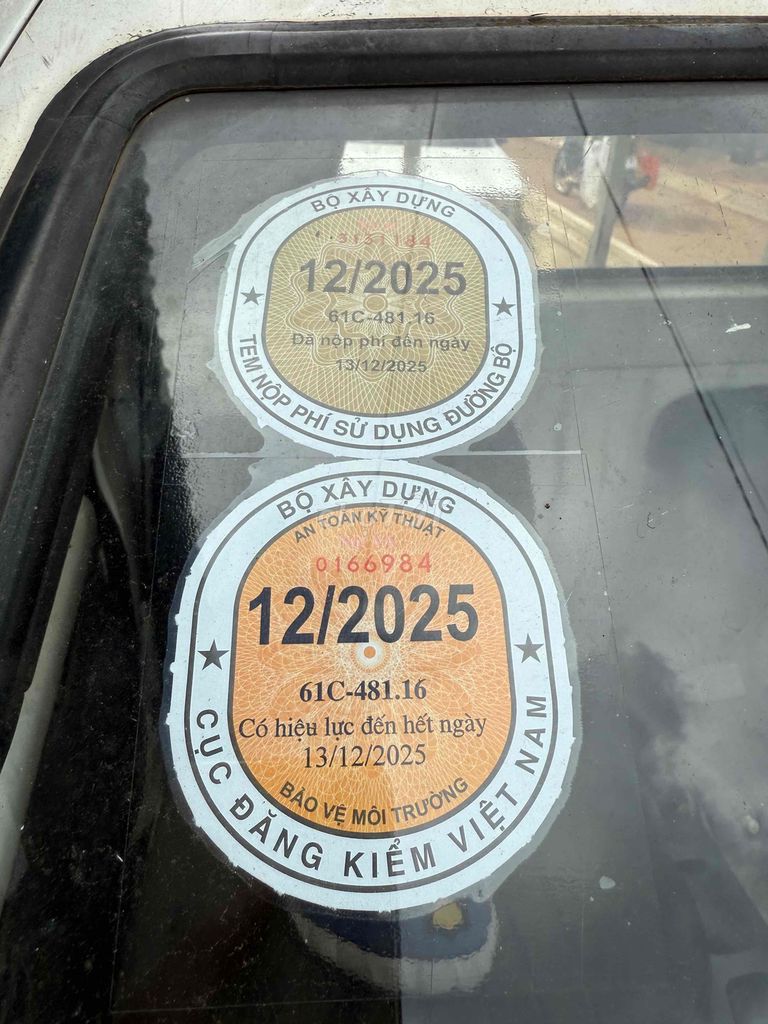 BỘ XÂY DỰNG
3151184
12/2025
61C-481.16
Đã nộp phí đến ngày
13/12/2025
TEM NỘP PHÍ SỬ DỤNG ĐƯỜNG BỘ
BỘ XÂY DỰNG
AN TOÀN KỸ THUẬT
0166984
12/2025
61C-481.16
Có hiệu lực đến hết ngày
13/12/2025
BẢO VỆ MÔI TRƯỜNG
CỤC ĐĂNG KIỂM VIỆT NAM